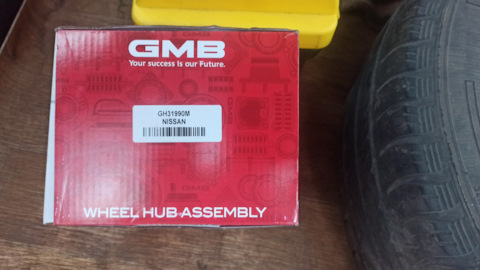 GMB
Your success is our Future.
GH31990M
NISSAN
WHEEL HUB ASSEMBLY